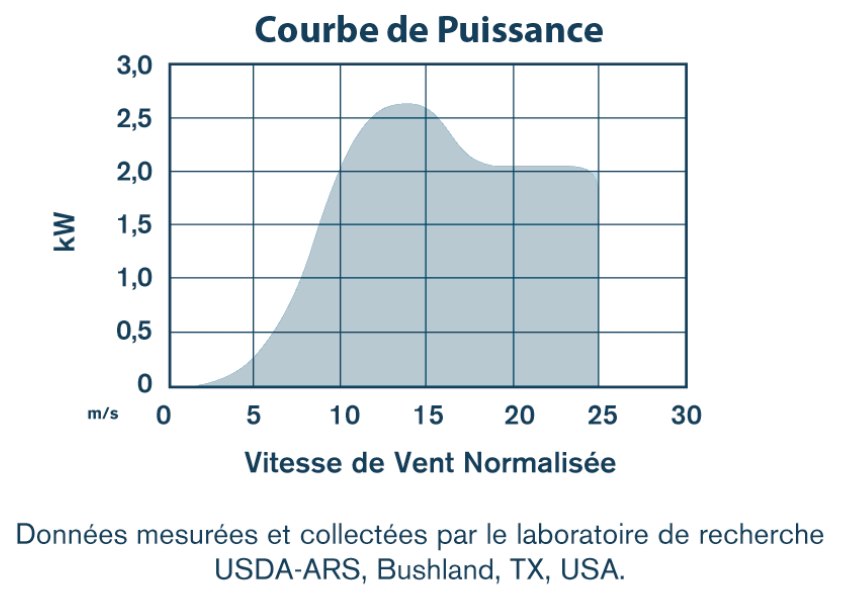 Courbe de Puissance
3,0
2,5
2,0
1,5
1,0
0,5
0
kW
m/s 0 5 10 15 20 25 30
Vitesse de Vent Normalisée
Données mesurées et collectées par le laboratoire de recherche
USDA-ARS, Bushland, TX, USA.